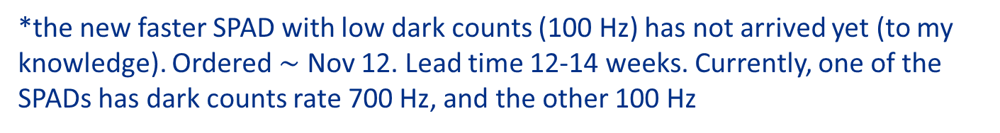 *the new faster SPAD with low dark counts (100 Hz) has not arrived yet (to my
knowledge). Ordered ~ Nov 12. Lead time 12-14 weeks. Currently, one of the
SPADs has dark counts rate 700 Hz, and the other 100 Hz